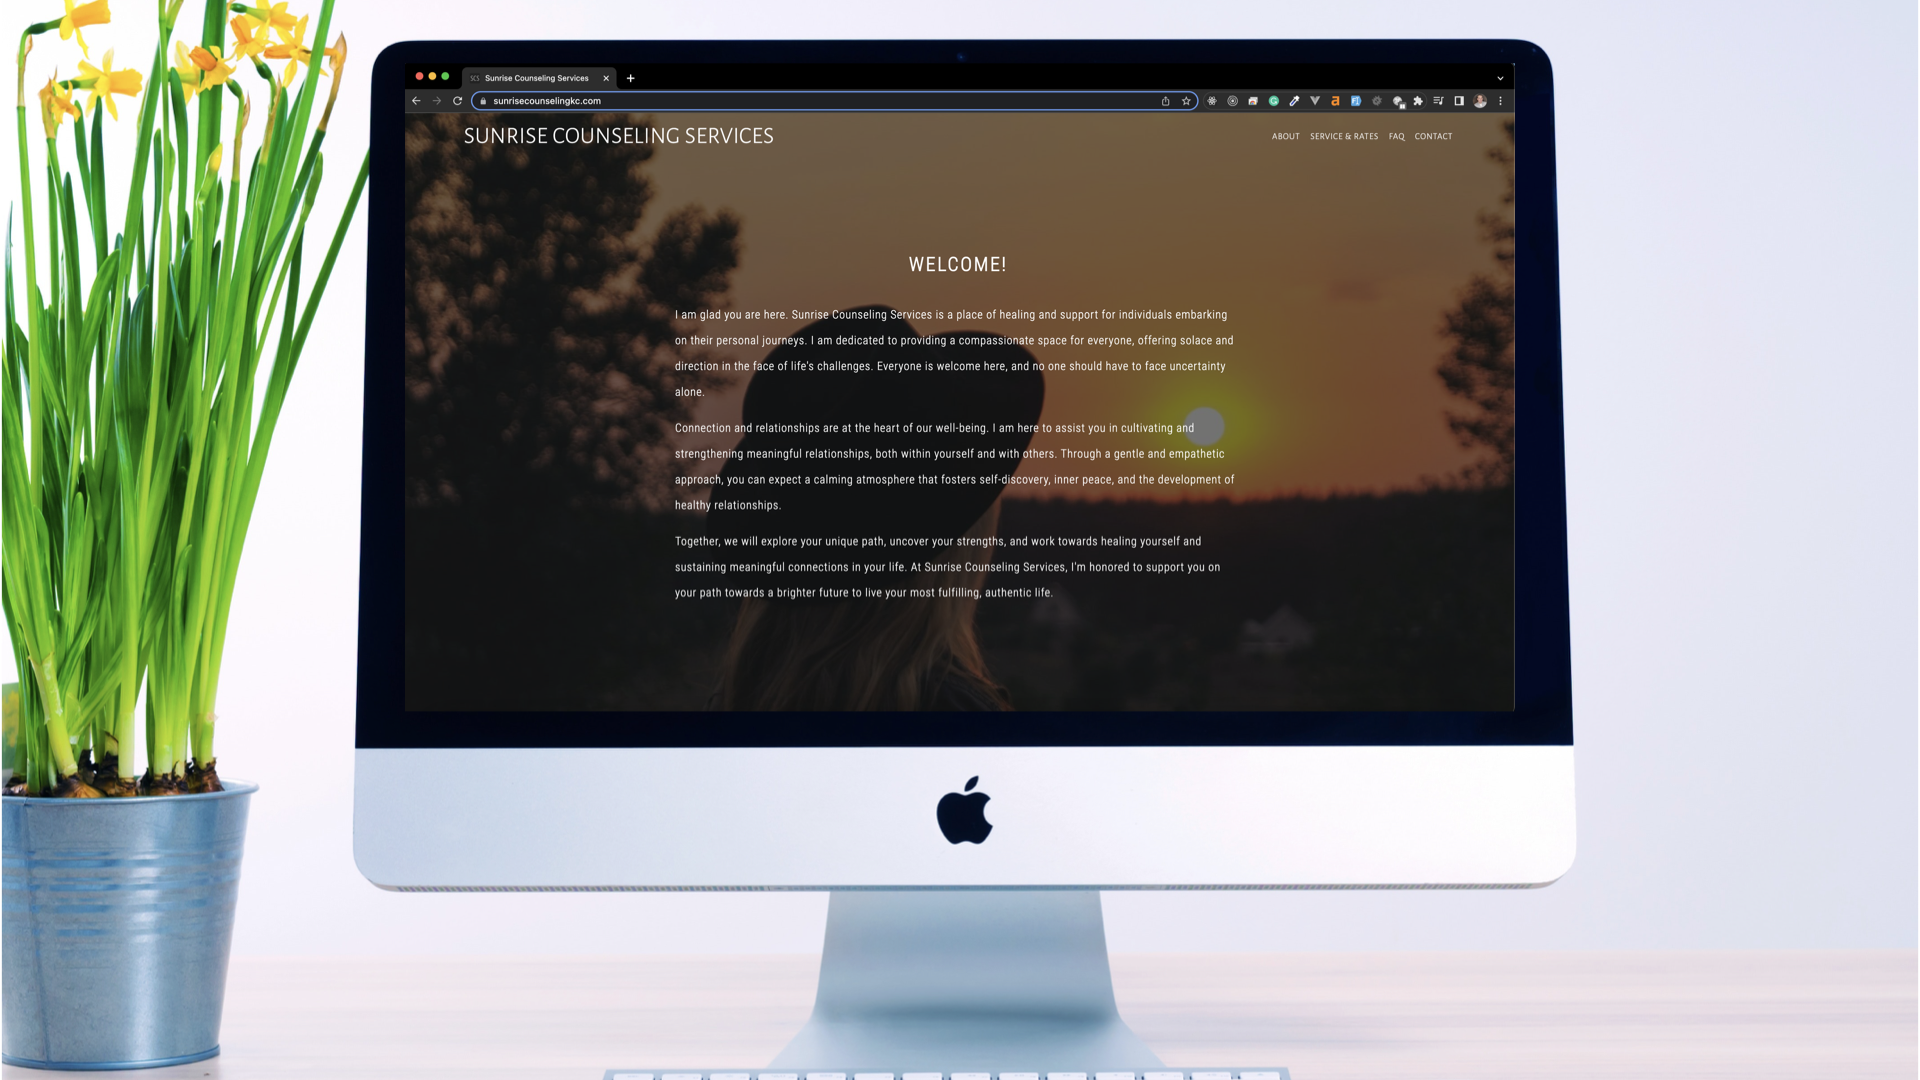 SCS Sunrise Counseling Services
sunrisecounselingkc.com
SUNRISE COUNSELING SERVICES
ABOUT SERVICE & RATES FAQ CONTACT
WELCOME!
I am glad you are here. Sunrise Counseling Services is a place of healing and support for individuals embarking
on their personal journeys. I am dedicated to providing a compassionate space for everyone, offering solace and
direction in the face of life's challenges. Everyone is welcome here, and no one should have to face uncertainty
alone.
Connection and relationships are at the heart of our well-being. I am here to assist you in cultivating and
strengthening meaningful relationships, both within yourself and with others. Through a gentle and empathetic
approach, you can expect a calming atmosphere that fosters self-discovery, inner peace, and the development of
healthy relationships.
Together, we will explore your unique path, uncover your strengths, and work towards healing yourself and
sustaining meaningful connections in your life. At Sunrise Counseling Services, I'm honored to support you on
your path towards a brighter future to live your most fulfilling, authentic life.